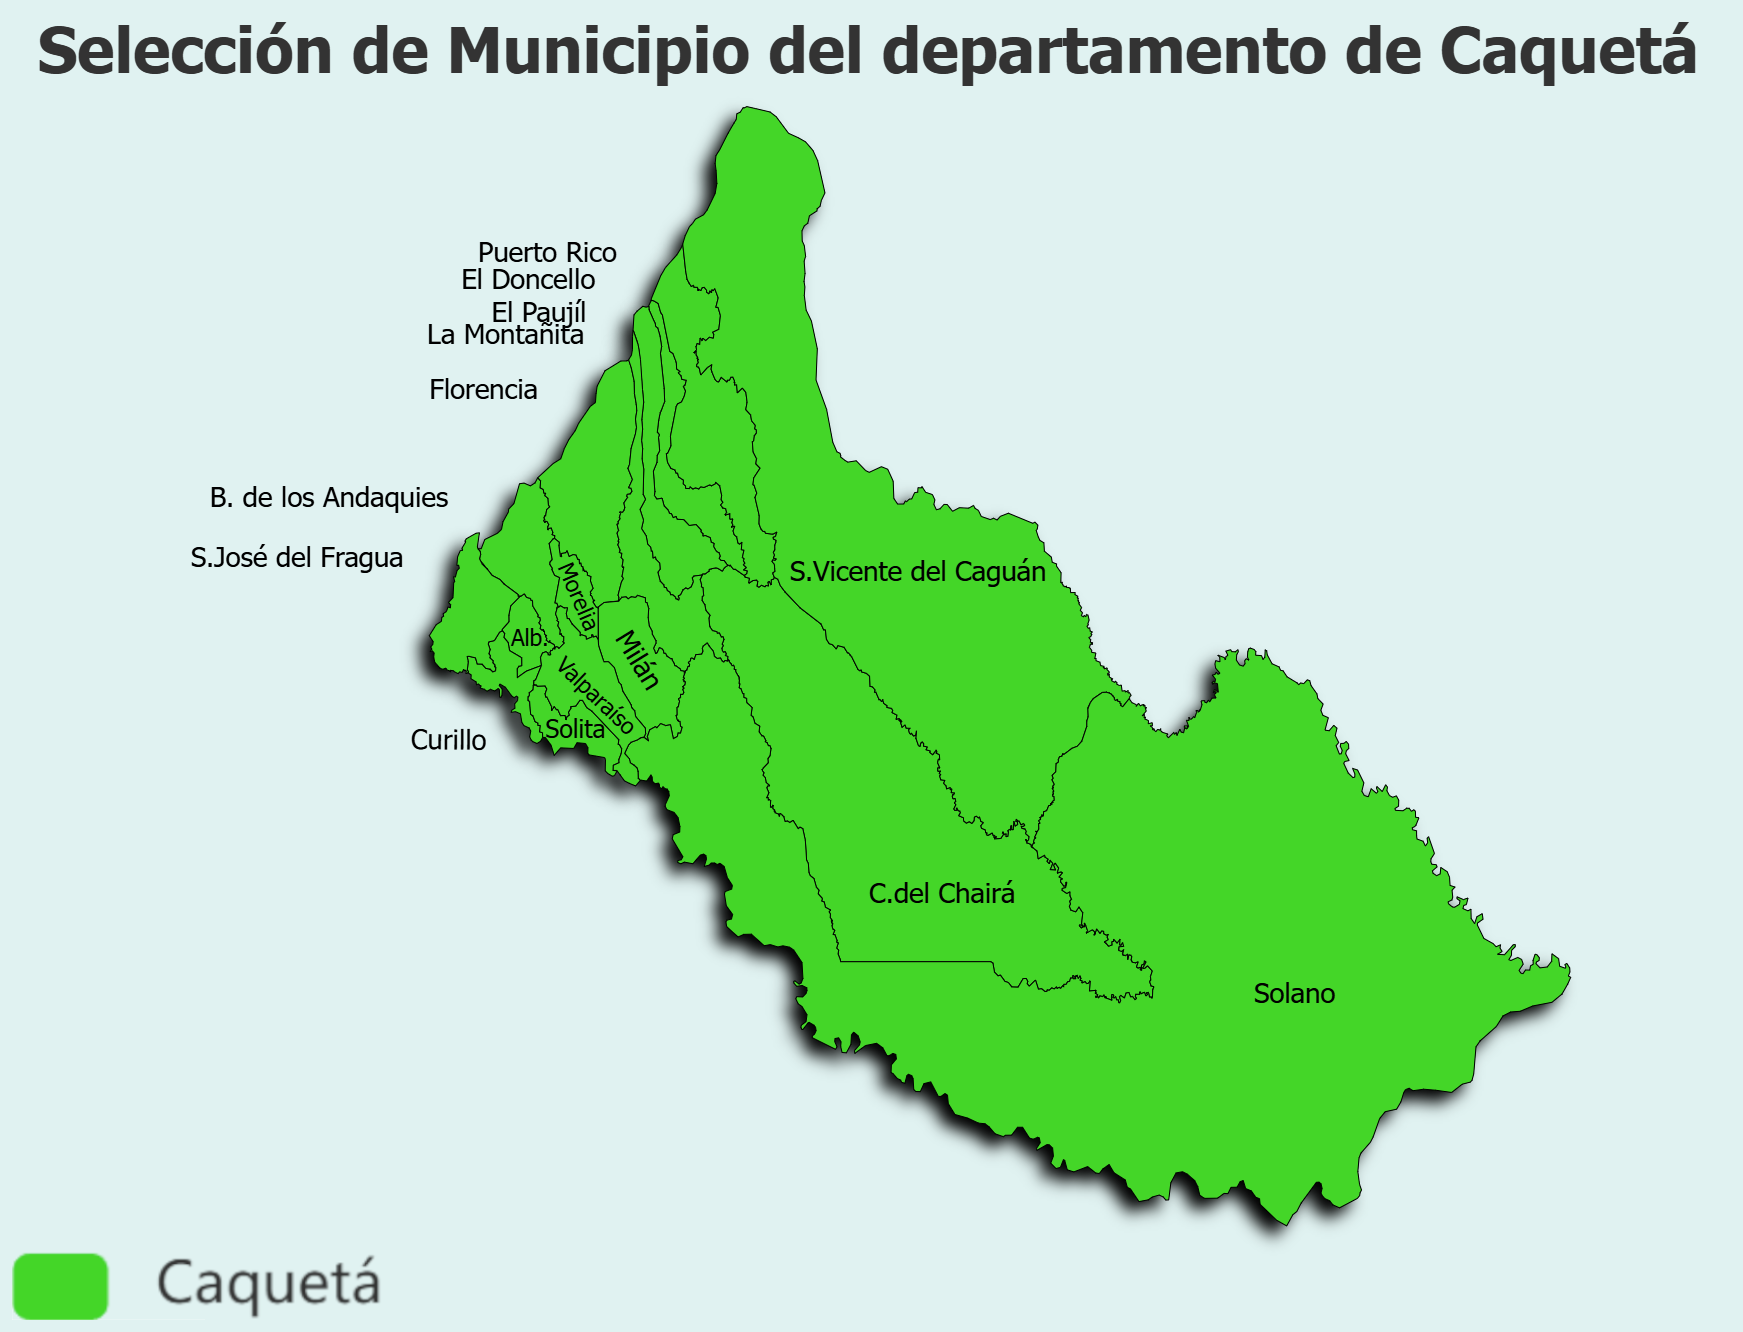 Selección de Municipio del departamento de Caquetá
Puerto Rico
El Doncello
El Paujíl
La Montañita
Florencia
B. de los Andaquies
S.José del Fragua
S.Vicente del Caguán
Morelia
Alb.
Milán
Valparaíso
Solita
Curillo
C.del Chairá
Solano
Caquetá